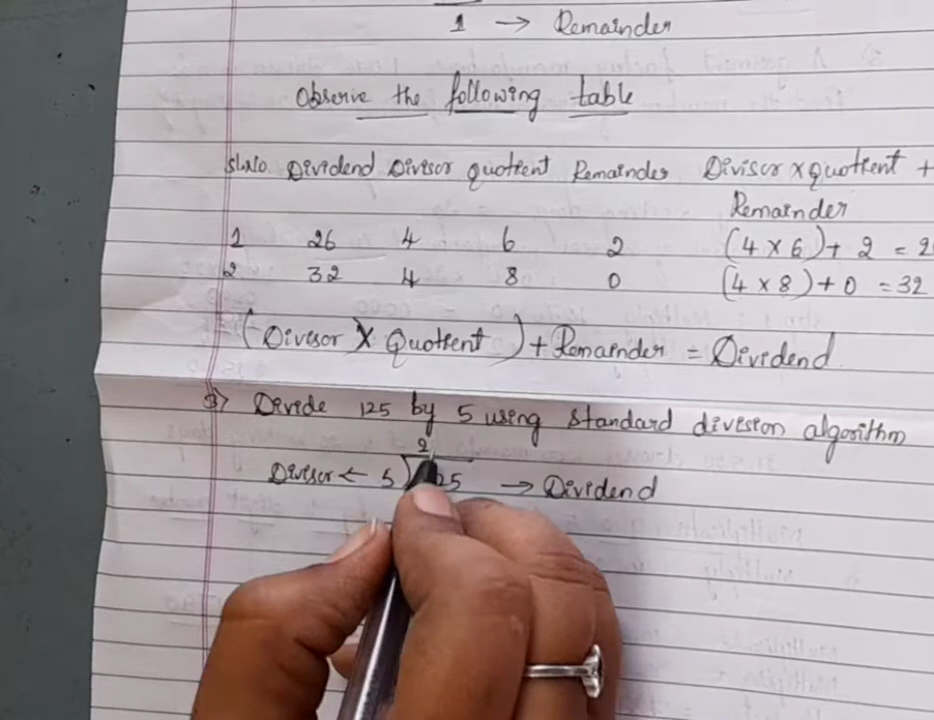 1 → Remainder
Observe the following table
Sl.No. Dividend Divisor quotient Remainder Divisor x quotient +
Remainder
1 26 4 6 2 (4 x 6) + 2 = 2
2 32 4 8 0 (4 x 8) + 0 = 32
(Divisor X Quotient) + Remainder = Dividend
3) Divide 125 by 5 using standard division algorithm
2
Divisor ← 5) 25 → Dividend